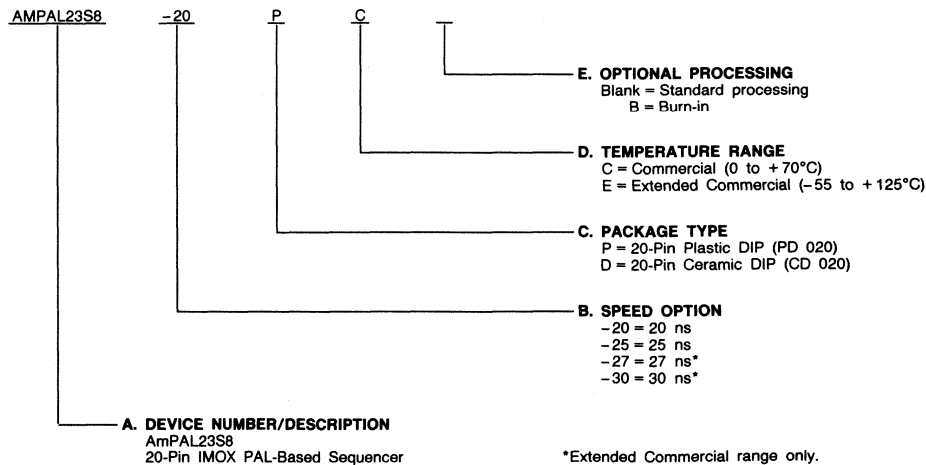 AMPAL23S8 -20 P C
E. OPTIONAL PROCESSING
Blank = Standard processing
B = Burn-in
D. TEMPERATURE RANGE
C = Commercial (0 to +70°C)
E = Extended Commercial (-55 to +125°C)
C. PACKAGE TYPE
P = 20-Pin Plastic DIP (PD 020)
D = 20-Pin Ceramic DIP (CD 020)
B. SPEED OPTION
-20 = 20 ns
-25 = 25 ns
-27 = 27 ns*
-30 = 30 ns*
A. DEVICE NUMBER/DESCRIPTION
AmPAL23S8
20-Pin IMOX PAL-Based Sequencer
*Extended Commercial range only.